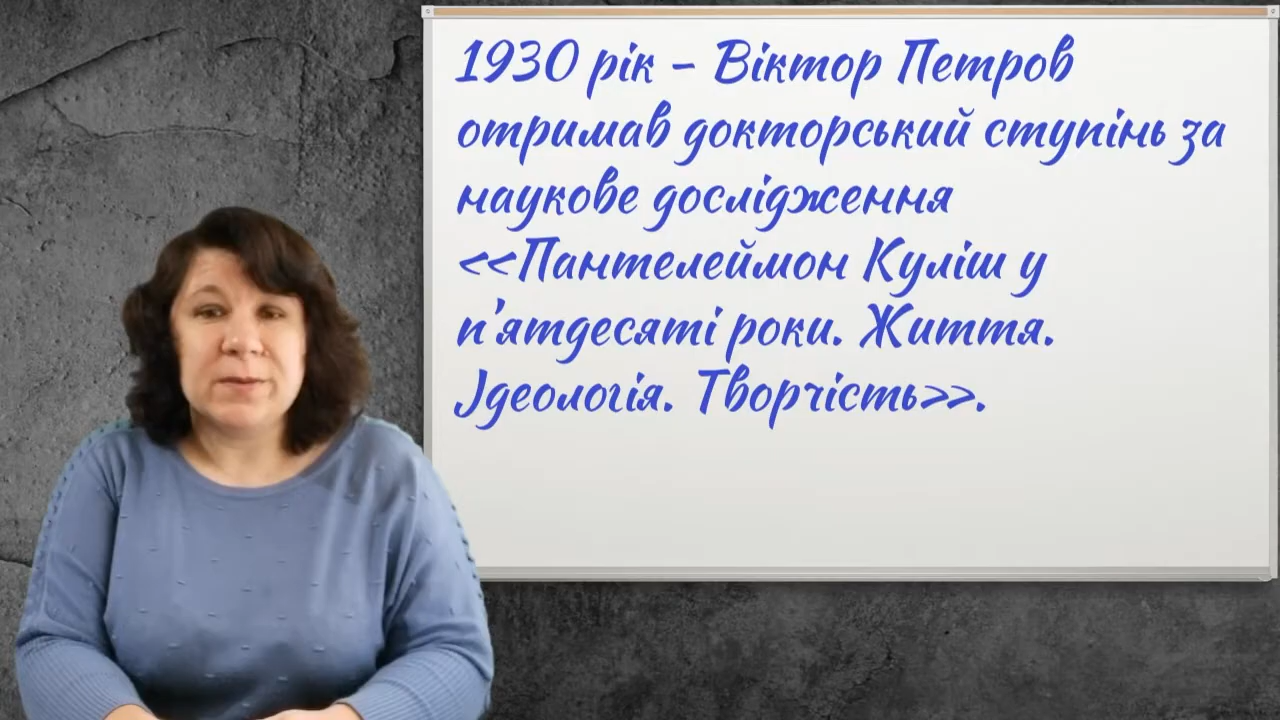 1930 рік - Віктор Петров
отримав докторський ступінь за
наукове дослідження
<<Пантелеймон Куліш у
п'ятдесяті роки. Життя.
Ідеологія. Творчість>>.